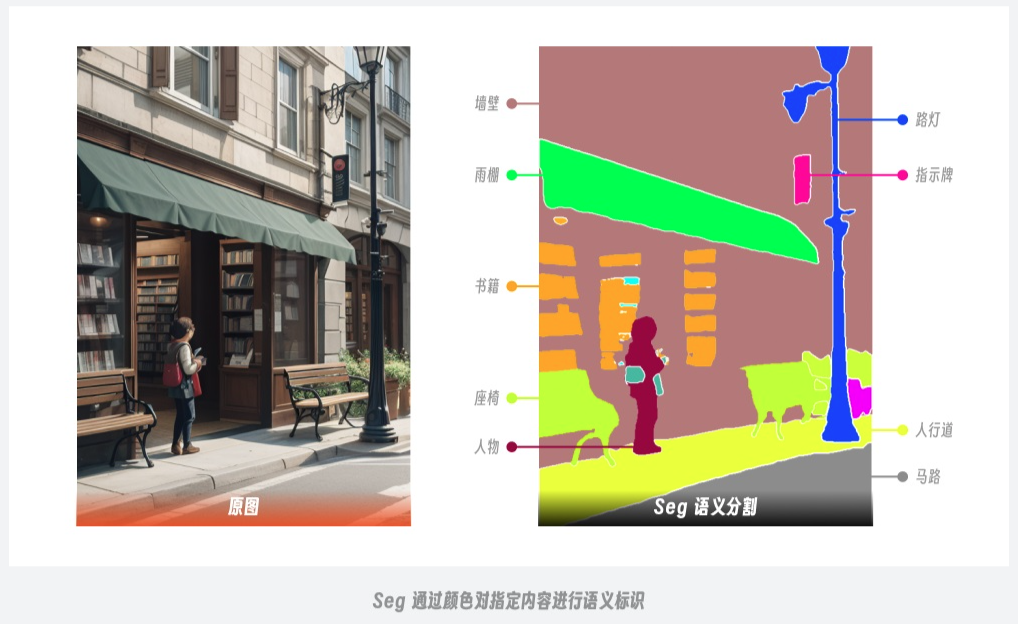 墙壁
路灯
雨棚
指示牌
书籍
座椅
人行道
人物
马路
原图
Seg 语义分割
Seg 通过颜色对指定内容进行语义标识